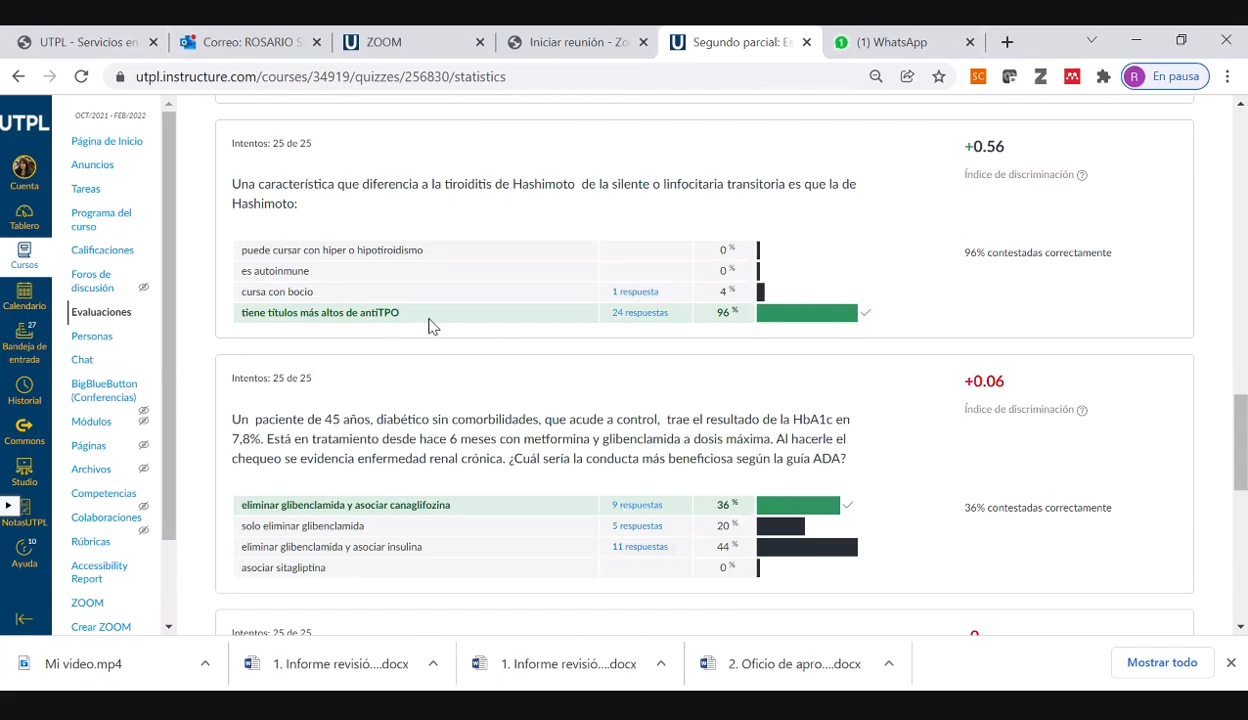 UTPL - Servicios en
Correo: ROSARIO S
ZOOM
Iniciar reunión - Zo
Segundo parcial: Es
(1) WhatsApp
utpl.instructure.com/courses/34919/quizzes/256830/statistics
SC
Z
R
En pausa
UTPL
Cuenta
Tablero
Cursos
Calendario
27
Bandeja de
entrada
Historial
Commons
Studio
NotasUTPL
10
Ayuda
OCT/2021 - FEB/2022
Página de Inicio
Anuncios
Tareas
Programa del
curso
Calificaciones
Foros de
discusión
Evaluaciones
Personas
Chat
BigBlueButton
(Conferencias)
Módulos
Páginas
Archivos
Competencias
Colaboraciones
Rúbricas
Accessibility
Report
ZOOM
Crear ZOOM
Intentos: 25 de 25
+0.56
Índice de discriminación
Una característica que diferencia a la tiroiditis de Hashimoto de la silente o linfocitaria transitoria es que la de
Hashimoto:
puede cursar con hiper o hipotiroidismo 0 %
96% contestadas correctamente
es autoinmune 0 %
cursa con bocio 1 respuesta 4 %
tiene títulos más altos de antiTPO 24 respuestas 96 %
Intentos: 25 de 25
+0.06
Índice de discriminación
Un paciente de 45 años, diabético sin comorbilidades, que acude a control, trae el resultado de la HbA1c en
7,8%. Está en tratamiento desde hace 6 meses con metformina y glibenclamida a dosis máxima. Al hacerle el
chequeo se evidencia enfermedad renal crónica. ¿Cuál sería la conducta más beneficiosa según la guía ADA?
eliminar glibenclamida y asociar canaglifozina 9 respuestas 36 %
36% contestadas correctamente
solo eliminar glibenclamida 5 respuestas 20 %
eliminar glibenclamida y asociar insulina 11 respuestas 44 %
asociar sitagliptina 0 %
Intentos: 25 de 25
Mi video.mp4
1. Informe revisió....docx
1. Informe revisió....docx
2. Oficio de apro....docx
Mostrar todo